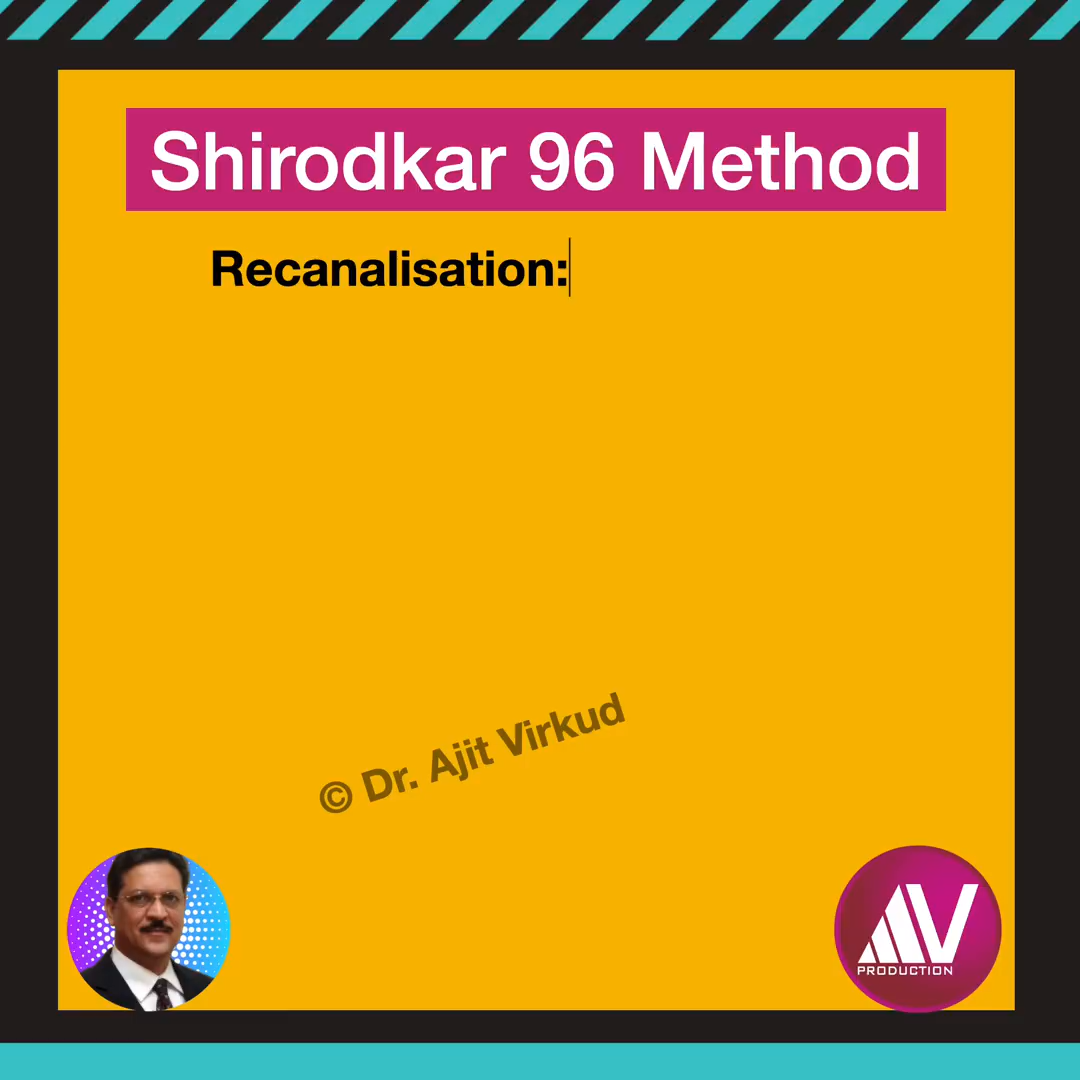 Shirodkar 96 Method
Recanalisation:
© Dr. Ajit Virkud
AV
PRODUCTION